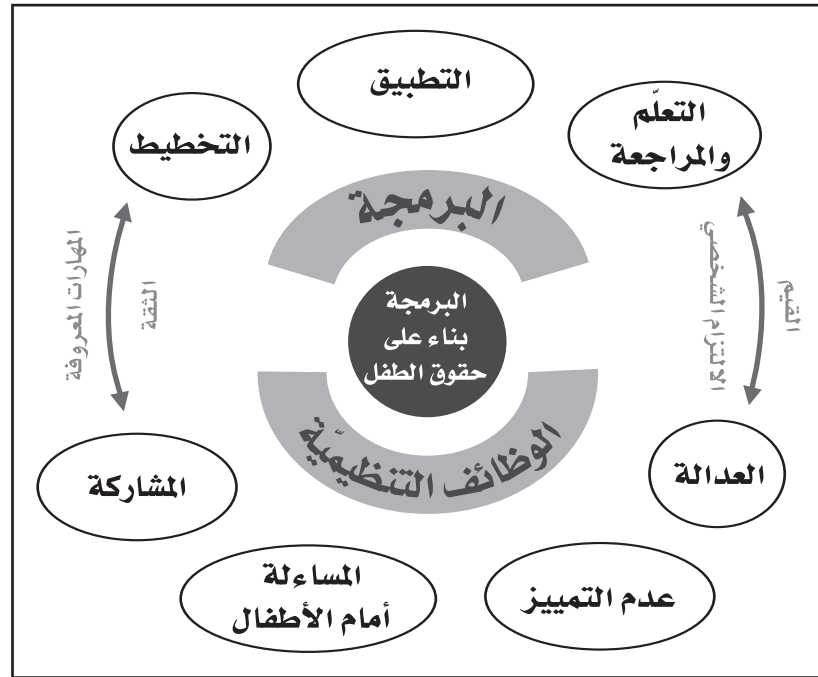 التطبيق
التعلّم
والمراجعة
التخطيط
البرمجة
القيم
الالتزام الشخصي
الثقة
المهارات المعروفة
البرمجة
بناء على
حقوق الطفل
الوظائف التنظيميّة
العدالة
المشاركة
عدم التمييز
المساءلة
أمام الأطفال